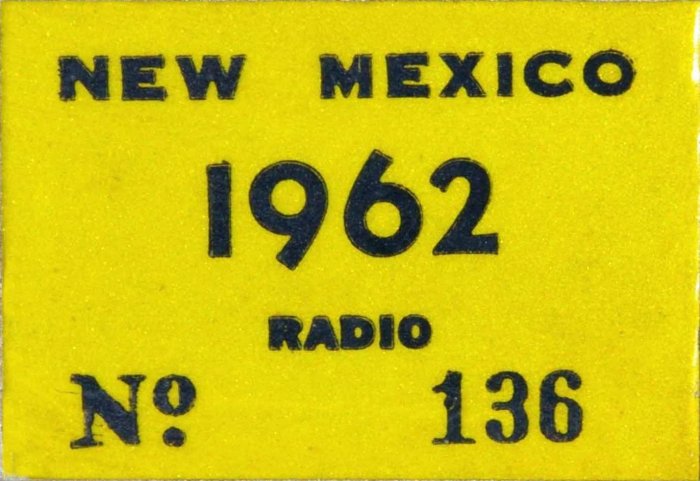 NEW MEXICO
1962
RADIO
Nº 136